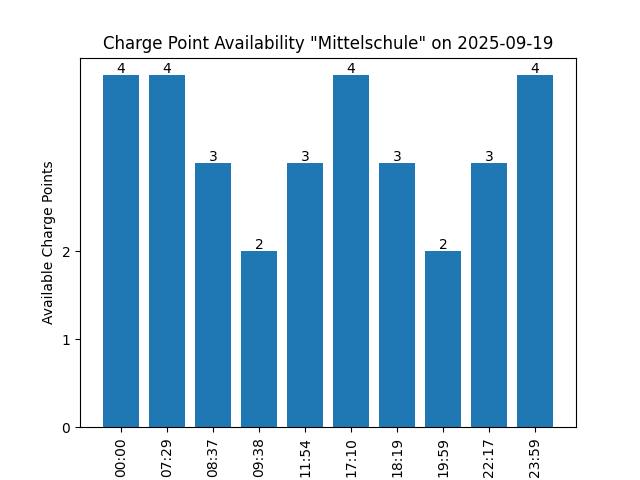 Charge Point Availability "Mittelschule" on 2025-09-19
4 4 3 2 3 4 3 2 3 4
Available Charge Points
2
1
0
00:00 07:29 08:37 09:38 11:54 17:10 18:19 19:59 22:17 23:59